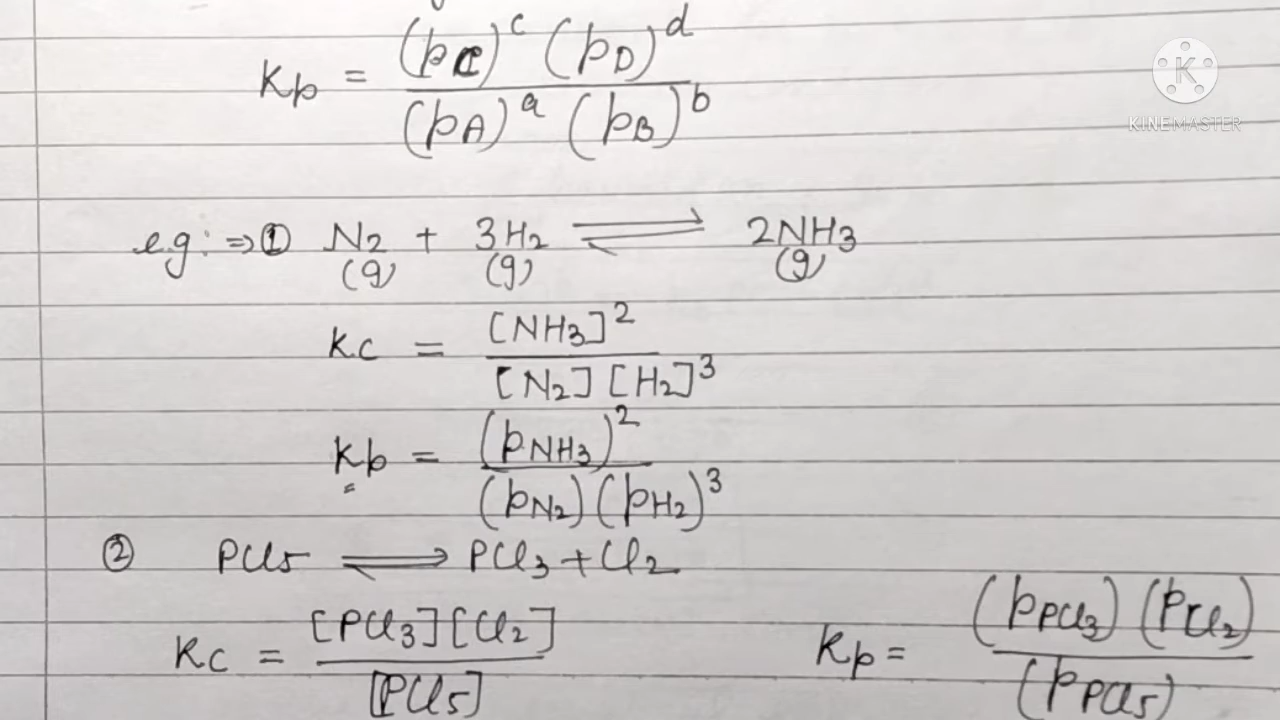 Kp = (pC)^c (pD)^d / (pA)^a (pB)^b
KINEMASTER
e.g: ⇒ ① N2 (g) + 3H2 (g) ⇌ 2NH3 (g)
Kc = [NH3]^2 / [N2] [H2]^3
Kp = (pNH3)^2 / (pN2) (pH2)^3
② PCl5 ⇌ PCl3 + Cl2
Kc = [PCl3][Cl2] / [PCl5]
Kp = (pPCl3) (pCl2) / (pPCl5)